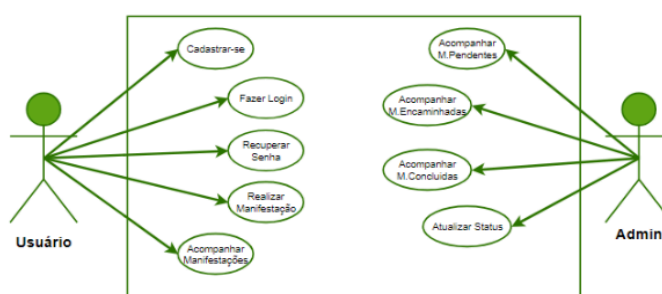 Cadastrar-se
Fazer Login
Recuperar
Senha
Realizar
Manifestação
Acompanhar
Manifestações
Usuário
Acompanhar
M.Pendentes
Acompanhar
M.Encaminhadas
Acompanhar
M.Concluidas
Atualizar Status
Admin